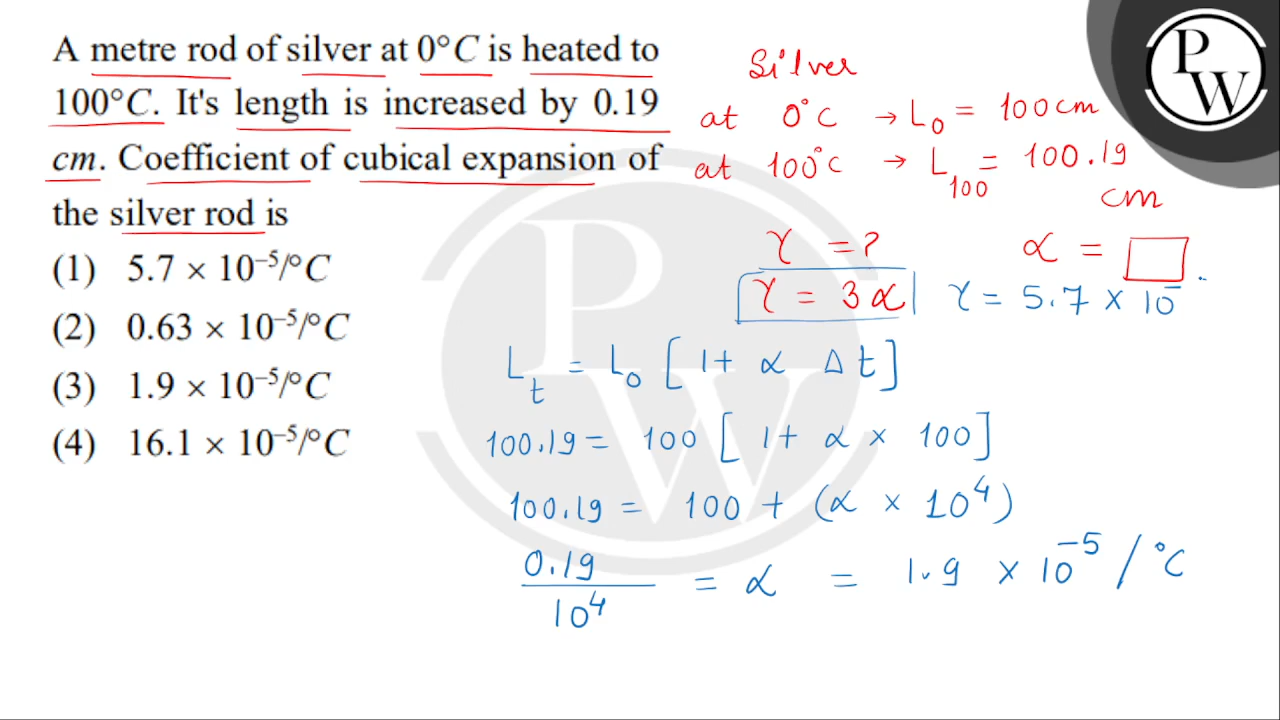 A metre rod of silver at 0°C is heated to
100°C. It's length is increased by 0.19
cm. Coefficient of cubical expansion of
the silver rod is
(1) 5.7 × 10⁻⁵/°C
(2) 0.63 × 10⁻⁵/°C
(3) 1.9 × 10⁻⁵/°C
(4) 16.1 × 10⁻⁵/°C
PW
Silver
at 0°C → L₀ = 100 cm
at 100°C → L₁₀₀ = 100.19
cm
γ = ? α =
γ = 3α γ = 5.7 × 10⁻
Lt = L₀ [1 + α Δt]
100.19 = 100 [1 + α × 100]
100.19 = 100 + (α × 10⁴)
0.19/10⁴ = α = 1.9 × 10⁻⁵ /°C
PW